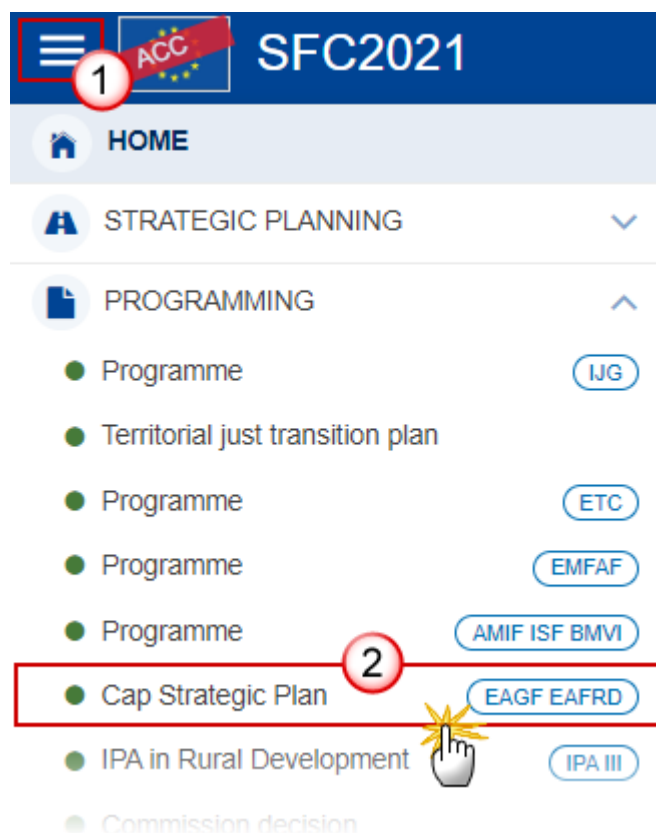 ACC SFC2021
1
HOME
STRATEGIC PLANNING
PROGRAMMING
Programme IJG
Territorial just transition plan
Programme ETC
Programme EMFAF
Programme AMIF ISF BMVI
2
Cap Strategic Plan EAGF EAFRD
IPA in Rural Development IPA III
Commission decision